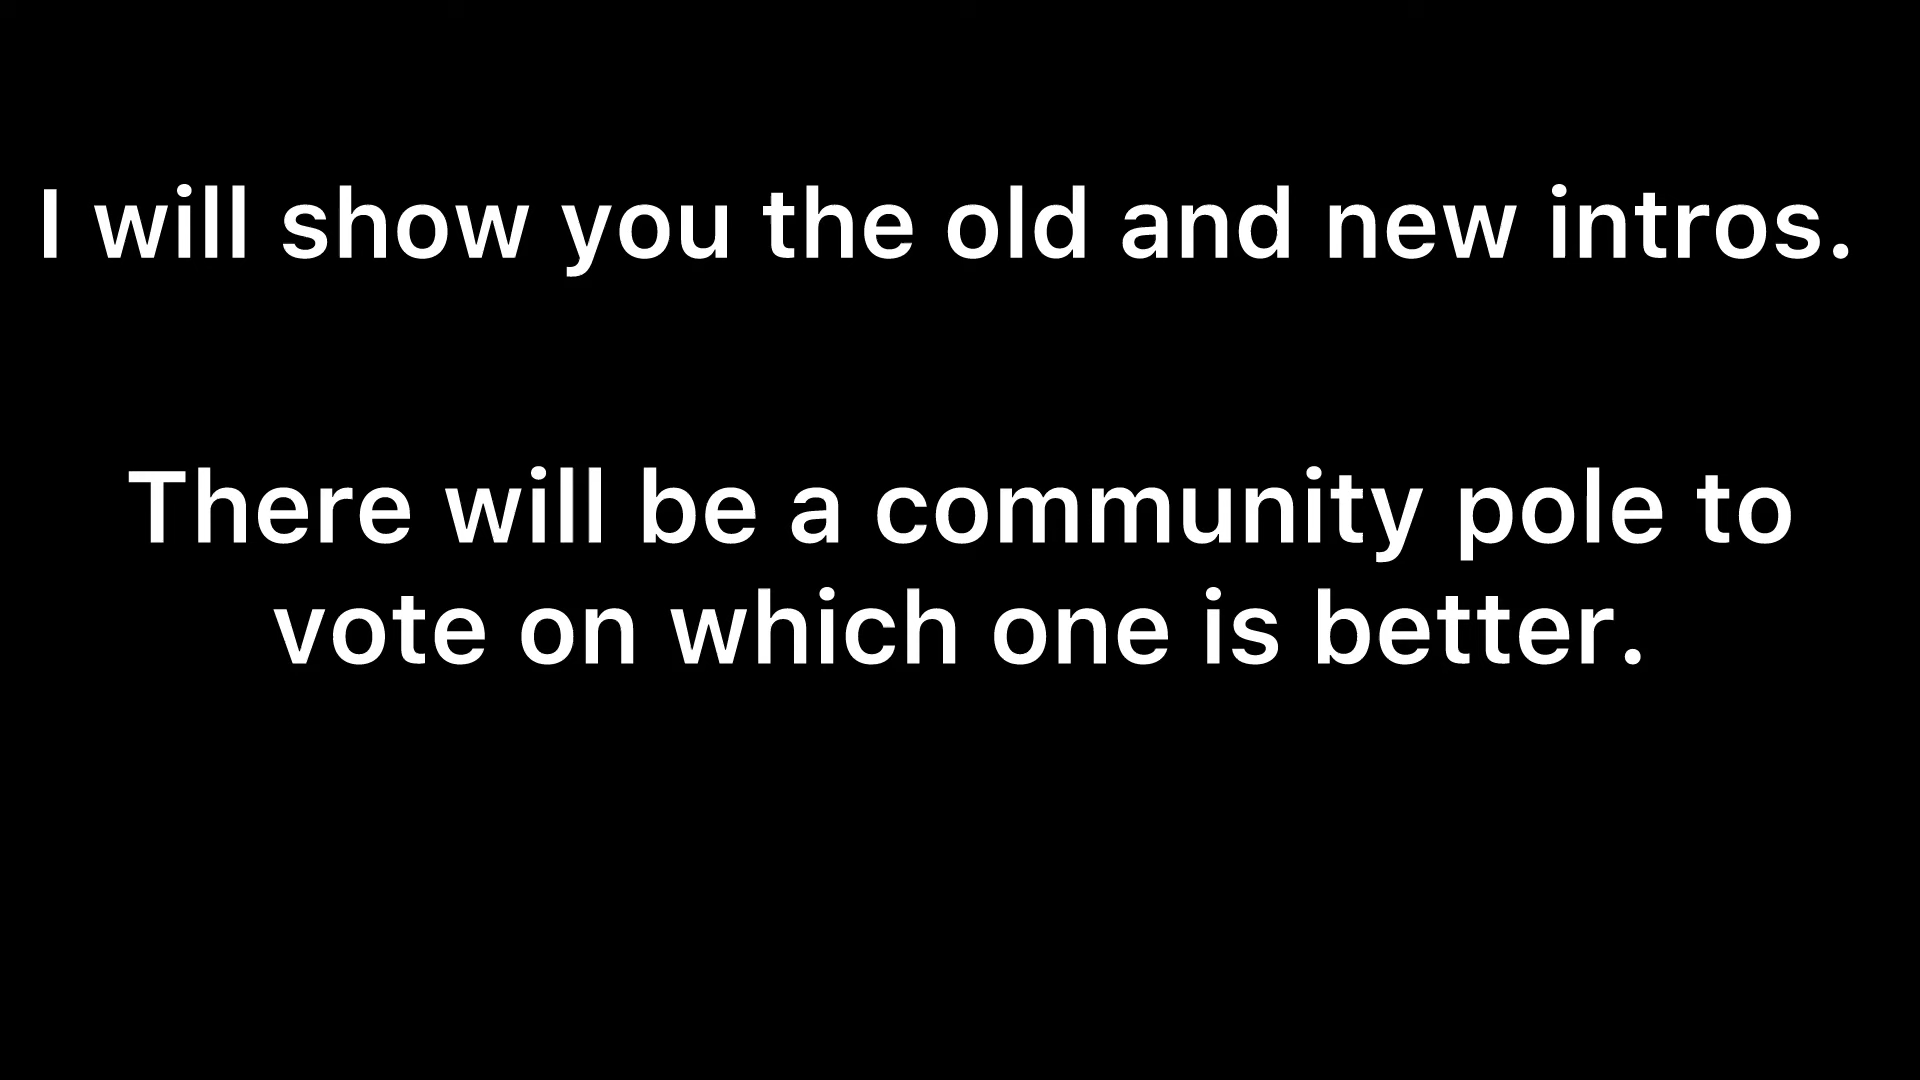 I will show you the old and new intros.
There will be a community pole to
vote on which one is better.